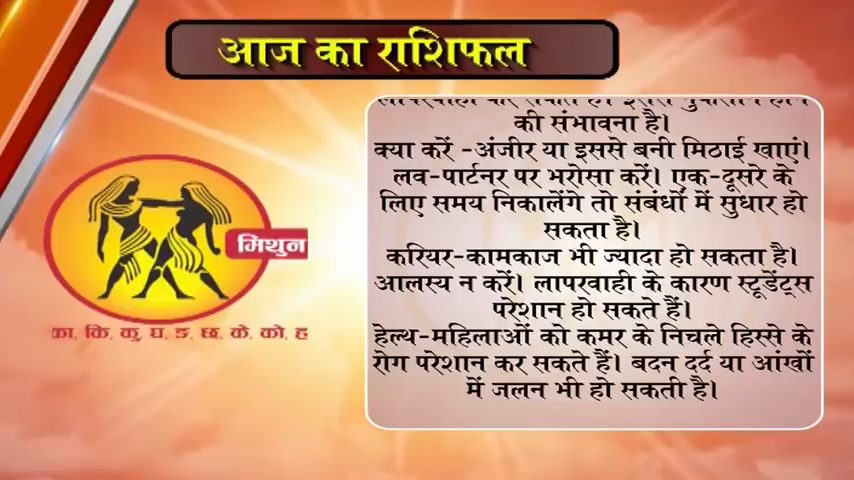 आज का राशिफल
की संभावना है।
क्या करें -अंजीर या इससे बनी मिठाई खाएं।
लव-पार्टनर पर भरोसा करें। एक-दूसरे के
लिए समय निकालेंगे तो संबंधों में सुधार हो
सकता है।
करियर-कामकाज भी ज्यादा हो सकता है।
आलस्य न करें। लापरवाही के कारण स्टूडेंट्स
परेशान हो सकते हैं।
हेल्थ-महिलाओं को कमर के निचले हिस्से के
रोग परेशान कर सकते हैं। बदन दर्द या आंखों
में जलन भी हो सकती है।
मिथुन
का, कि, कु, घ, ङ, छ, के, को, ह